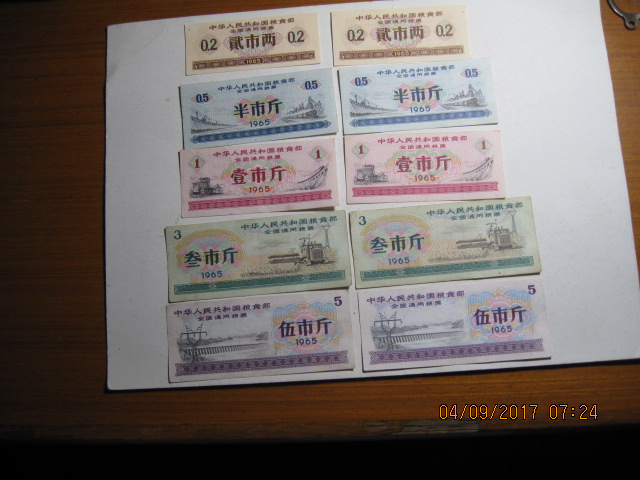 中华人民共和国粮食部
全国通用粮票
0.2 贰市两 0.2
1965
中华人民共和国粮食部
全国通用粮票
0.2 贰市两 0.2
1965
中华人民共和国粮食部
全国通用粮票
0.5 0.5
半市斤
1965
中华人民共和国粮食部
全国通用粮票
0.5 0.5
半市斤
1965
中华人民共和国粮食部
全国通用粮票
1 1
壹市斤
1965
中华人民共和国粮食部
全国通用粮票
1 1
壹市斤
1965
3
中华人民共和国粮食部
全国通用粮票
叁市斤
1965
3
中华人民共和国粮食部
全国通用粮票
叁市斤
1965
中华人民共和国粮食部
全国通用粮票
5
伍市斤
1965
中华人民共和国粮食部
全国通用粮票
5
伍市斤
1965
04/09/2017 07:24